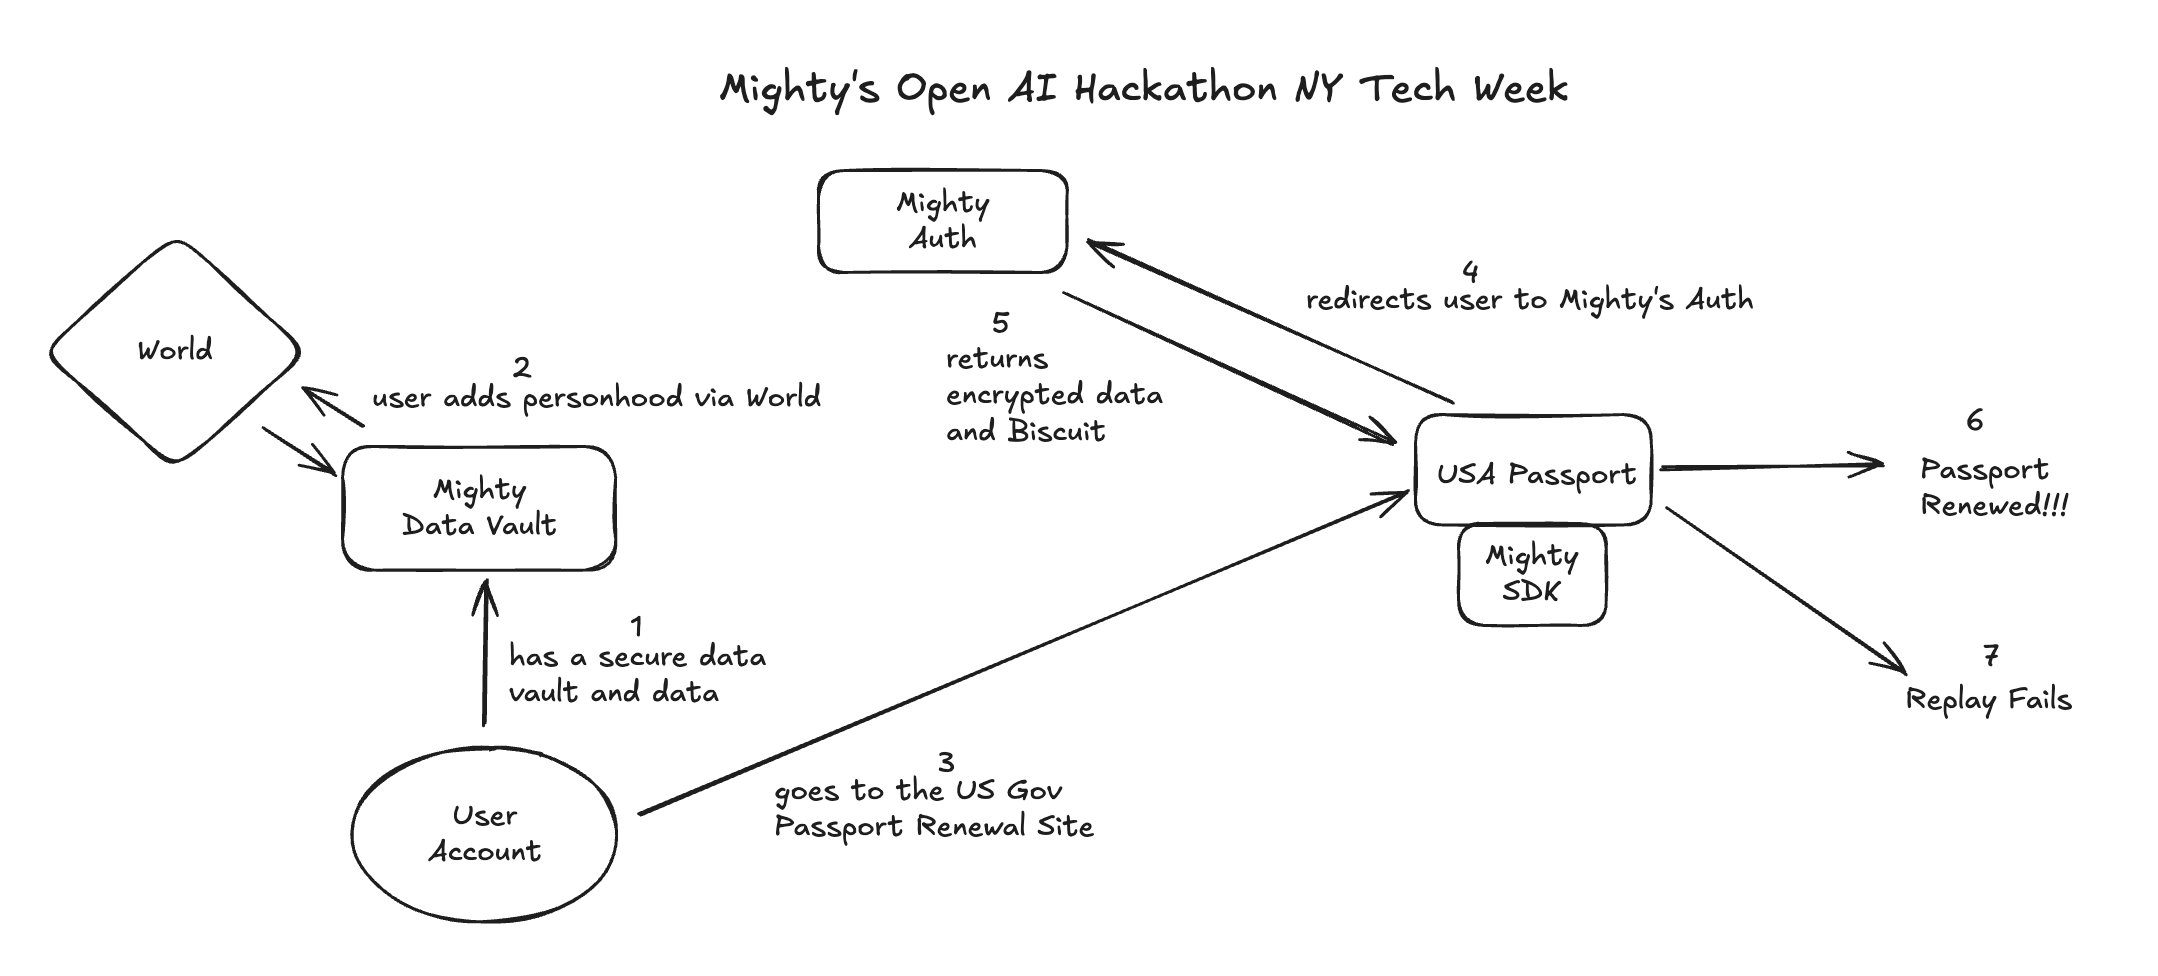 Mighty's Open AI Hackathon NY Tech Week
Mighty
Auth
World
2
user adds personhood via World
Mighty
Data Vault
1
has a secure data
vault and data
User
Account
3
goes to the US Gov
Passport Renewal Site
4
redirects user to Mighty's Auth
5
returns
encrypted data
and Biscuit
USA Passport
Mighty
SDK
6
Passport
Renewed!!!
7
Replay Fails